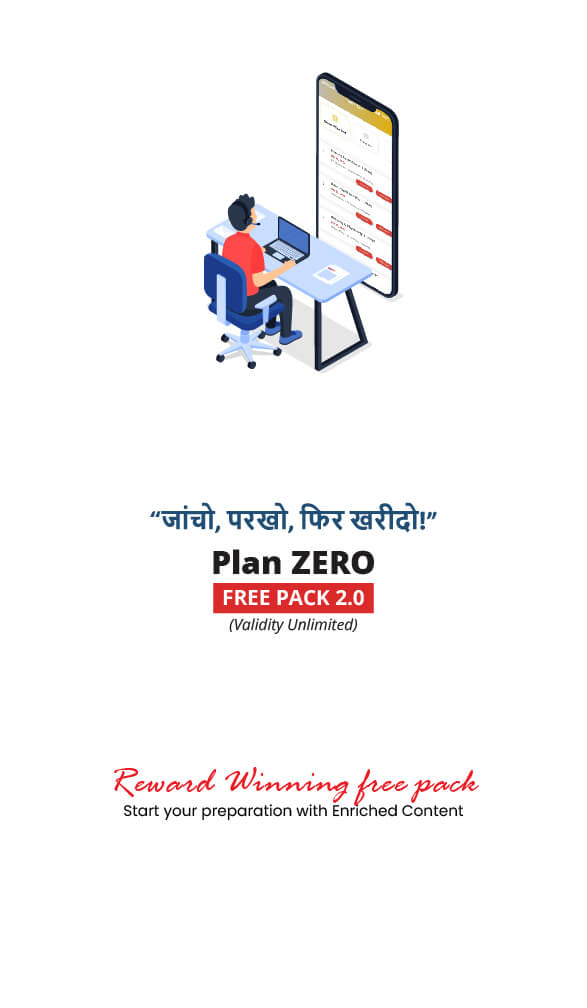 “जांचो, परखो, फिर खरीदो!”
Plan ZERO
FREE PACK 2.0
(Validity Unlimited)
Reward Winning free pack
Start your preparation with Enriched Content